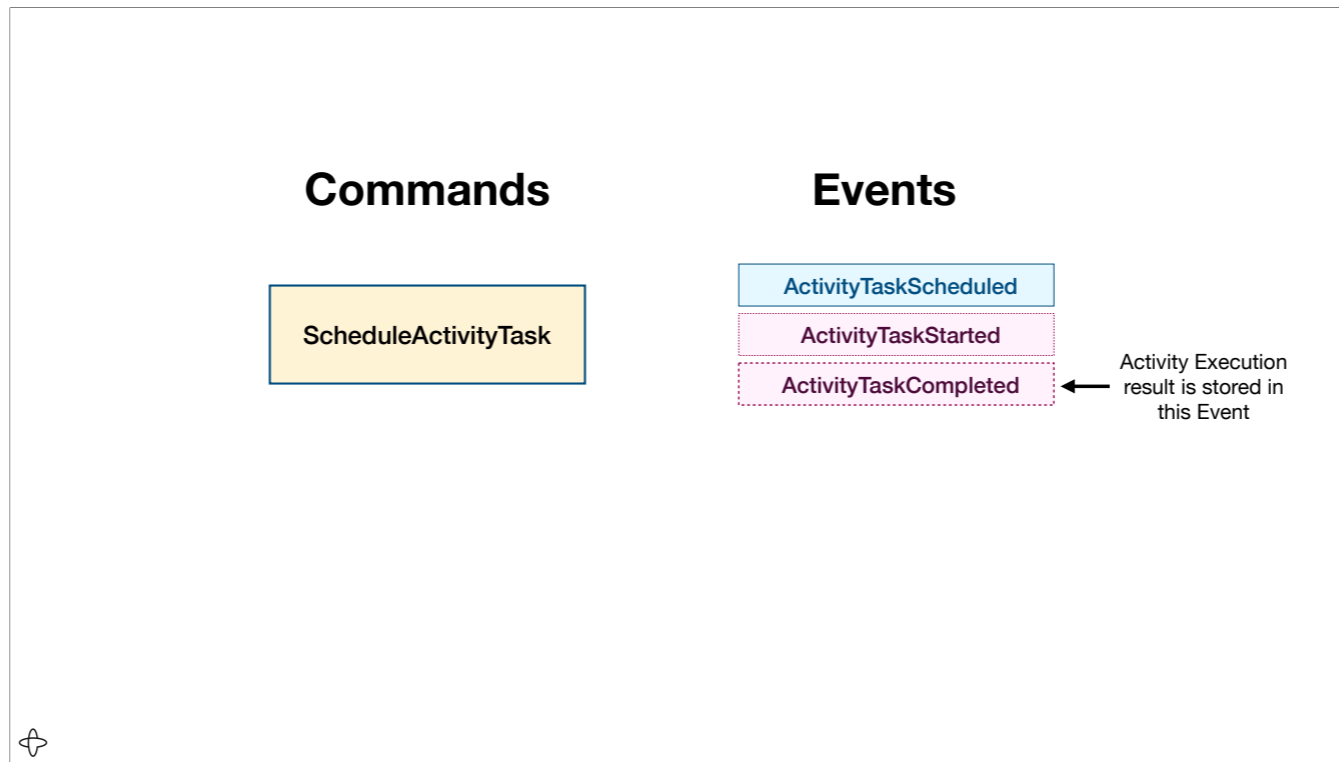 Commands
Events
ScheduleActivityTask
ActivityTaskScheduled
ActivityTaskStarted
ActivityTaskCompleted
Activity Execution
result is stored in
this Event